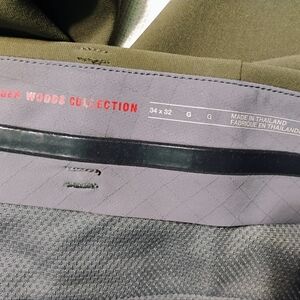 WOODS COLLECTION
34 x 32 G G
MADE IN THAILAND
FABRIQUE EN THAILANDE